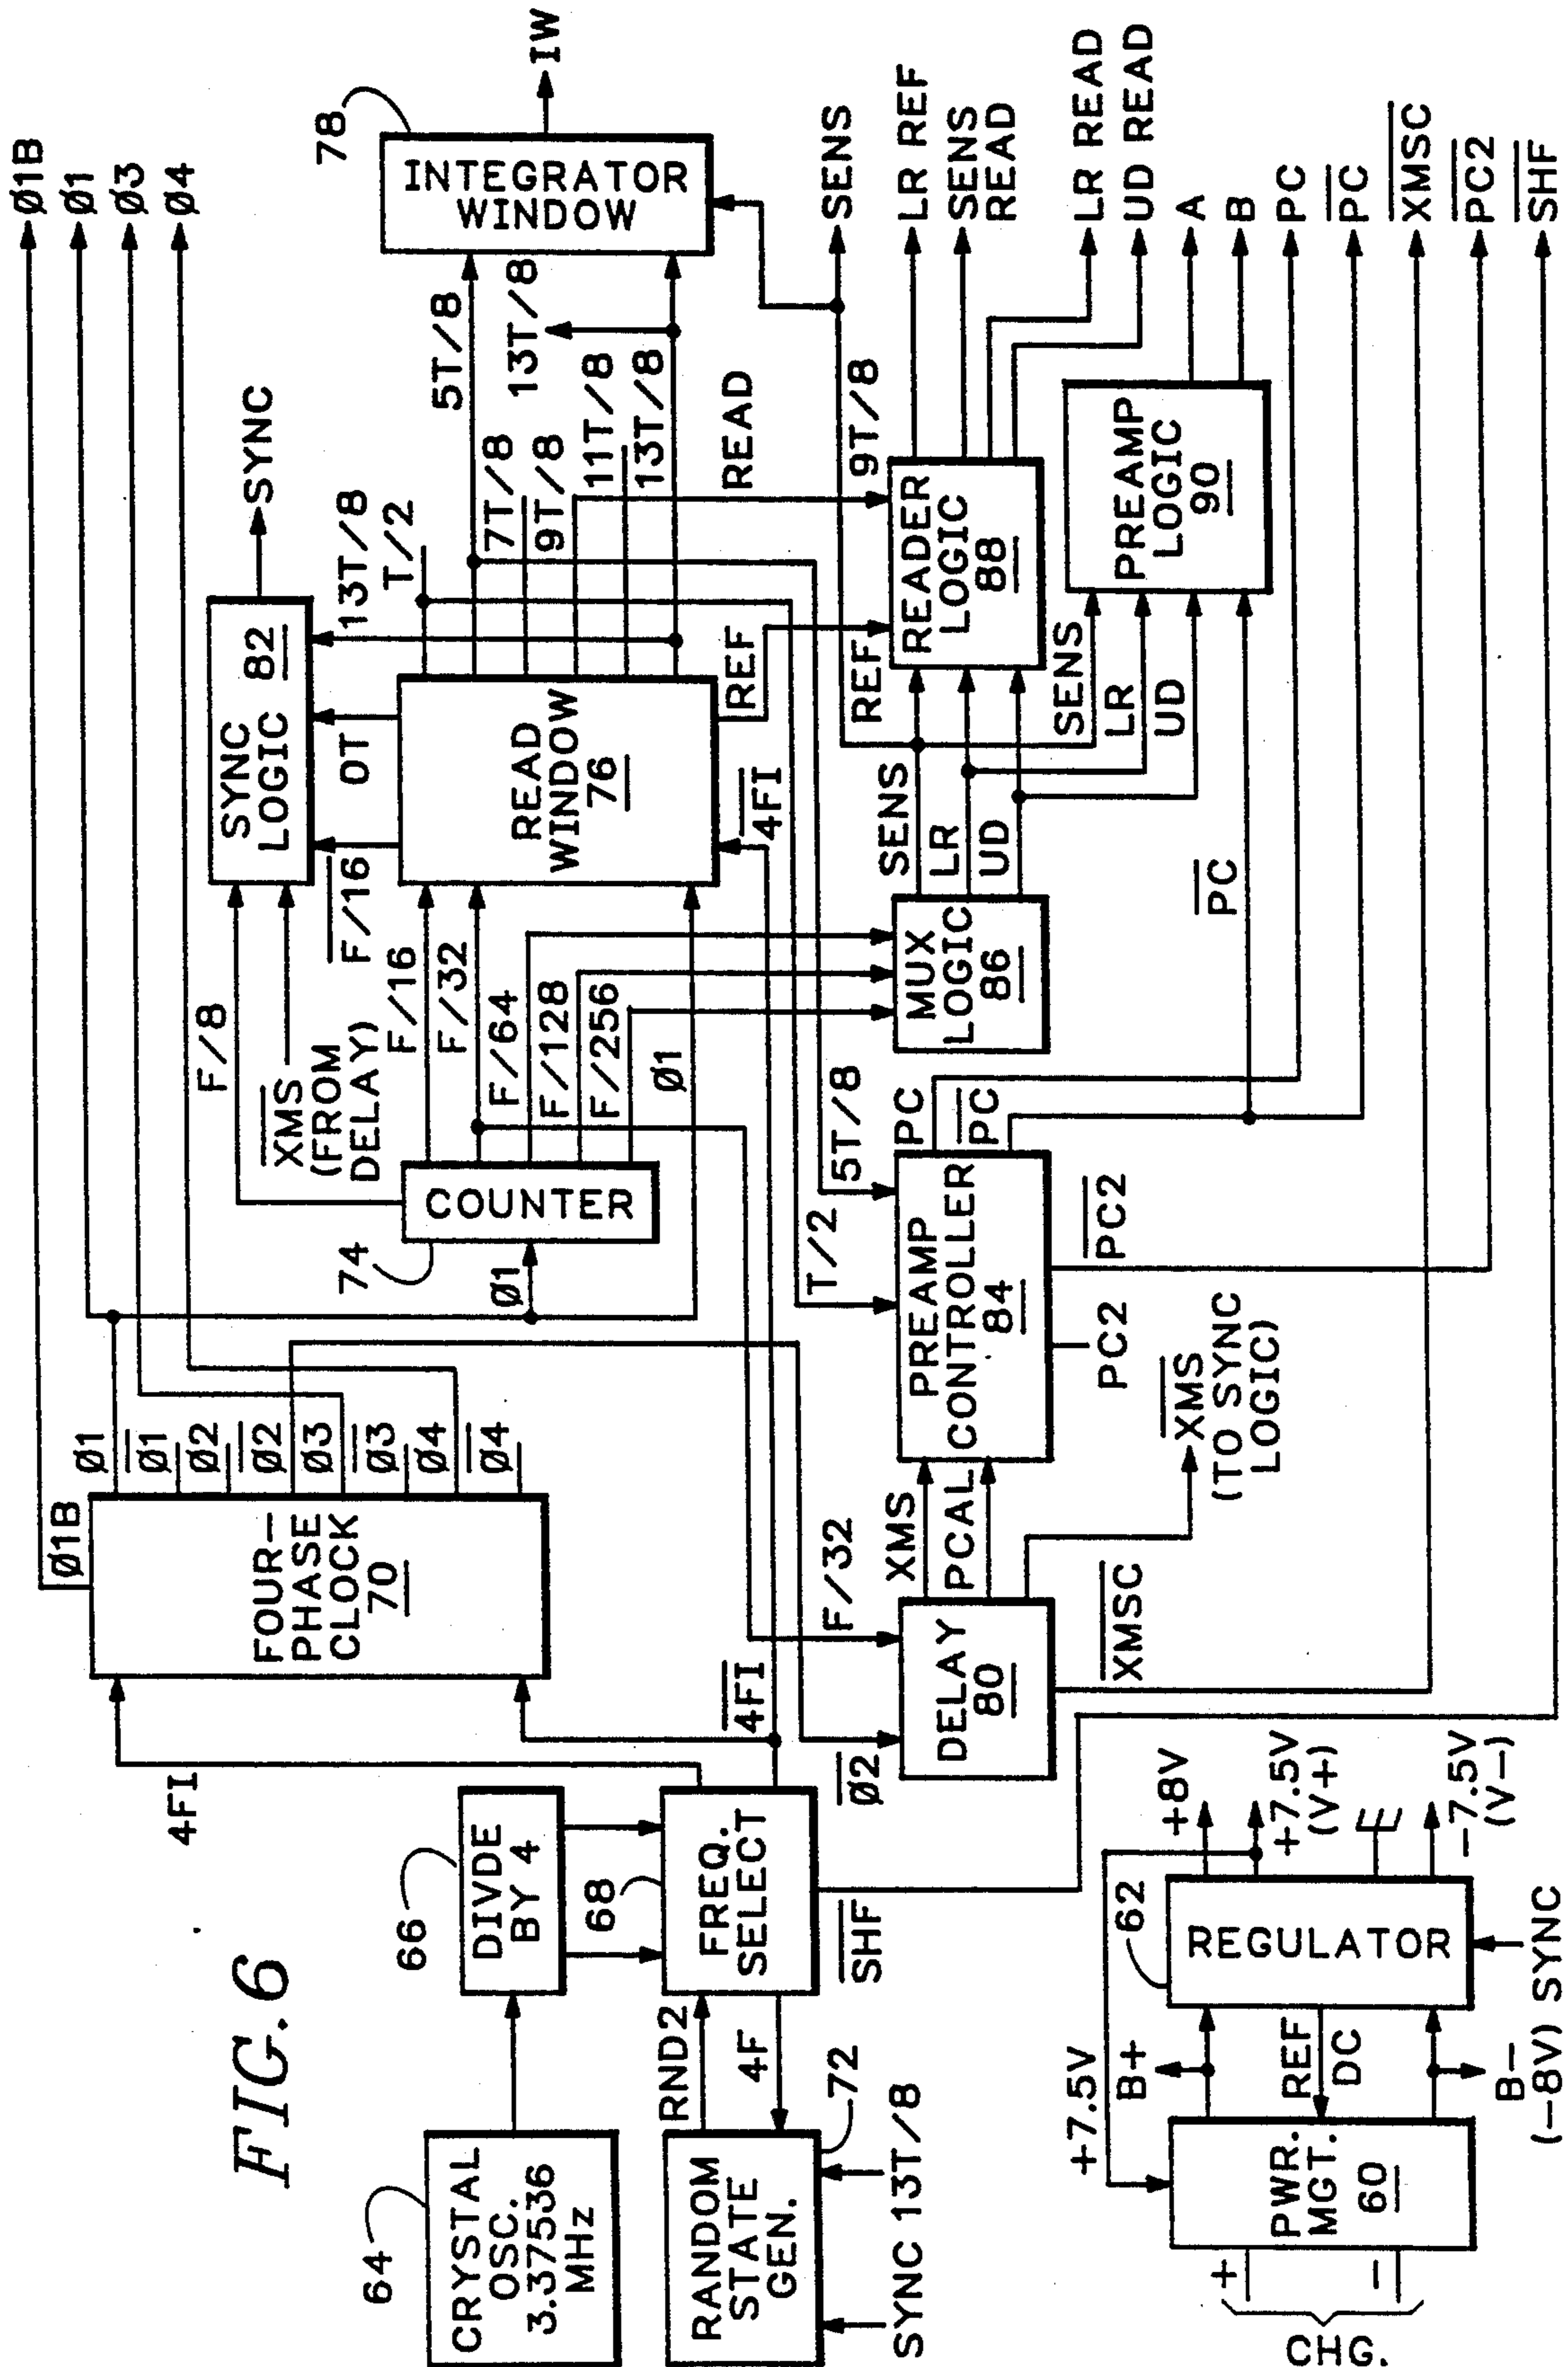 FIG. 6
64
CRYSTAL
OSC.
3.37536
MHz
66
DIVDE
BY 4
68
FREQ.
SELECT
RND2
4F
RANDOM
STATE
GEN.
72
SYNC
13T/8
SHF
4FI
4FI
FOUR-
PHASE
CLOCK
70
Ø1B
Ø1
Ø1
Ø2
Ø2
Ø3
Ø3
Ø4
Ø4
Ø1B
Ø1
Ø3
Ø4
74
COUNTER
Ø1
F/8
XMS
(FROM
DELAY)
F/16
F/32
F/64
F/128
F/256
Ø1
SYNC
LOGIC 82
SYNC
F/16
0T
13T/8
READ
WINDOW
76
4FI
REF
T/2
5T/8
7T/8
9T/8
11T/8
13T/8
13T/8
READ
78
INTEGRATOR
WINDOW
IW
Ø2
F/32
DELAY
80
XMS
PCAL
XMS
(TO SYNC
LOGIC)
XMSC
T/2
5T/8
PREAMP
CONTROLLER
84
PC
PC
PC2
PC2
MUX
LOGIC
86
SENS
LR
UD
REF
9T/8
READER
LOGIC
88
SENS
LR
UD
PC
PREAMP
LOGIC
90
SENS
LR REF
SENS
READ
LR READ
UD READ
A
B
PC
PC
XMSC
PC2
SHF
CHG.
+
-
PWR.
MGT.
60
+7.5V
B+
REF
DC
B-
(-8V)
SYNC
62
REGULATOR
+8V
+7.5V
(V+)
-7.5V
(V-)